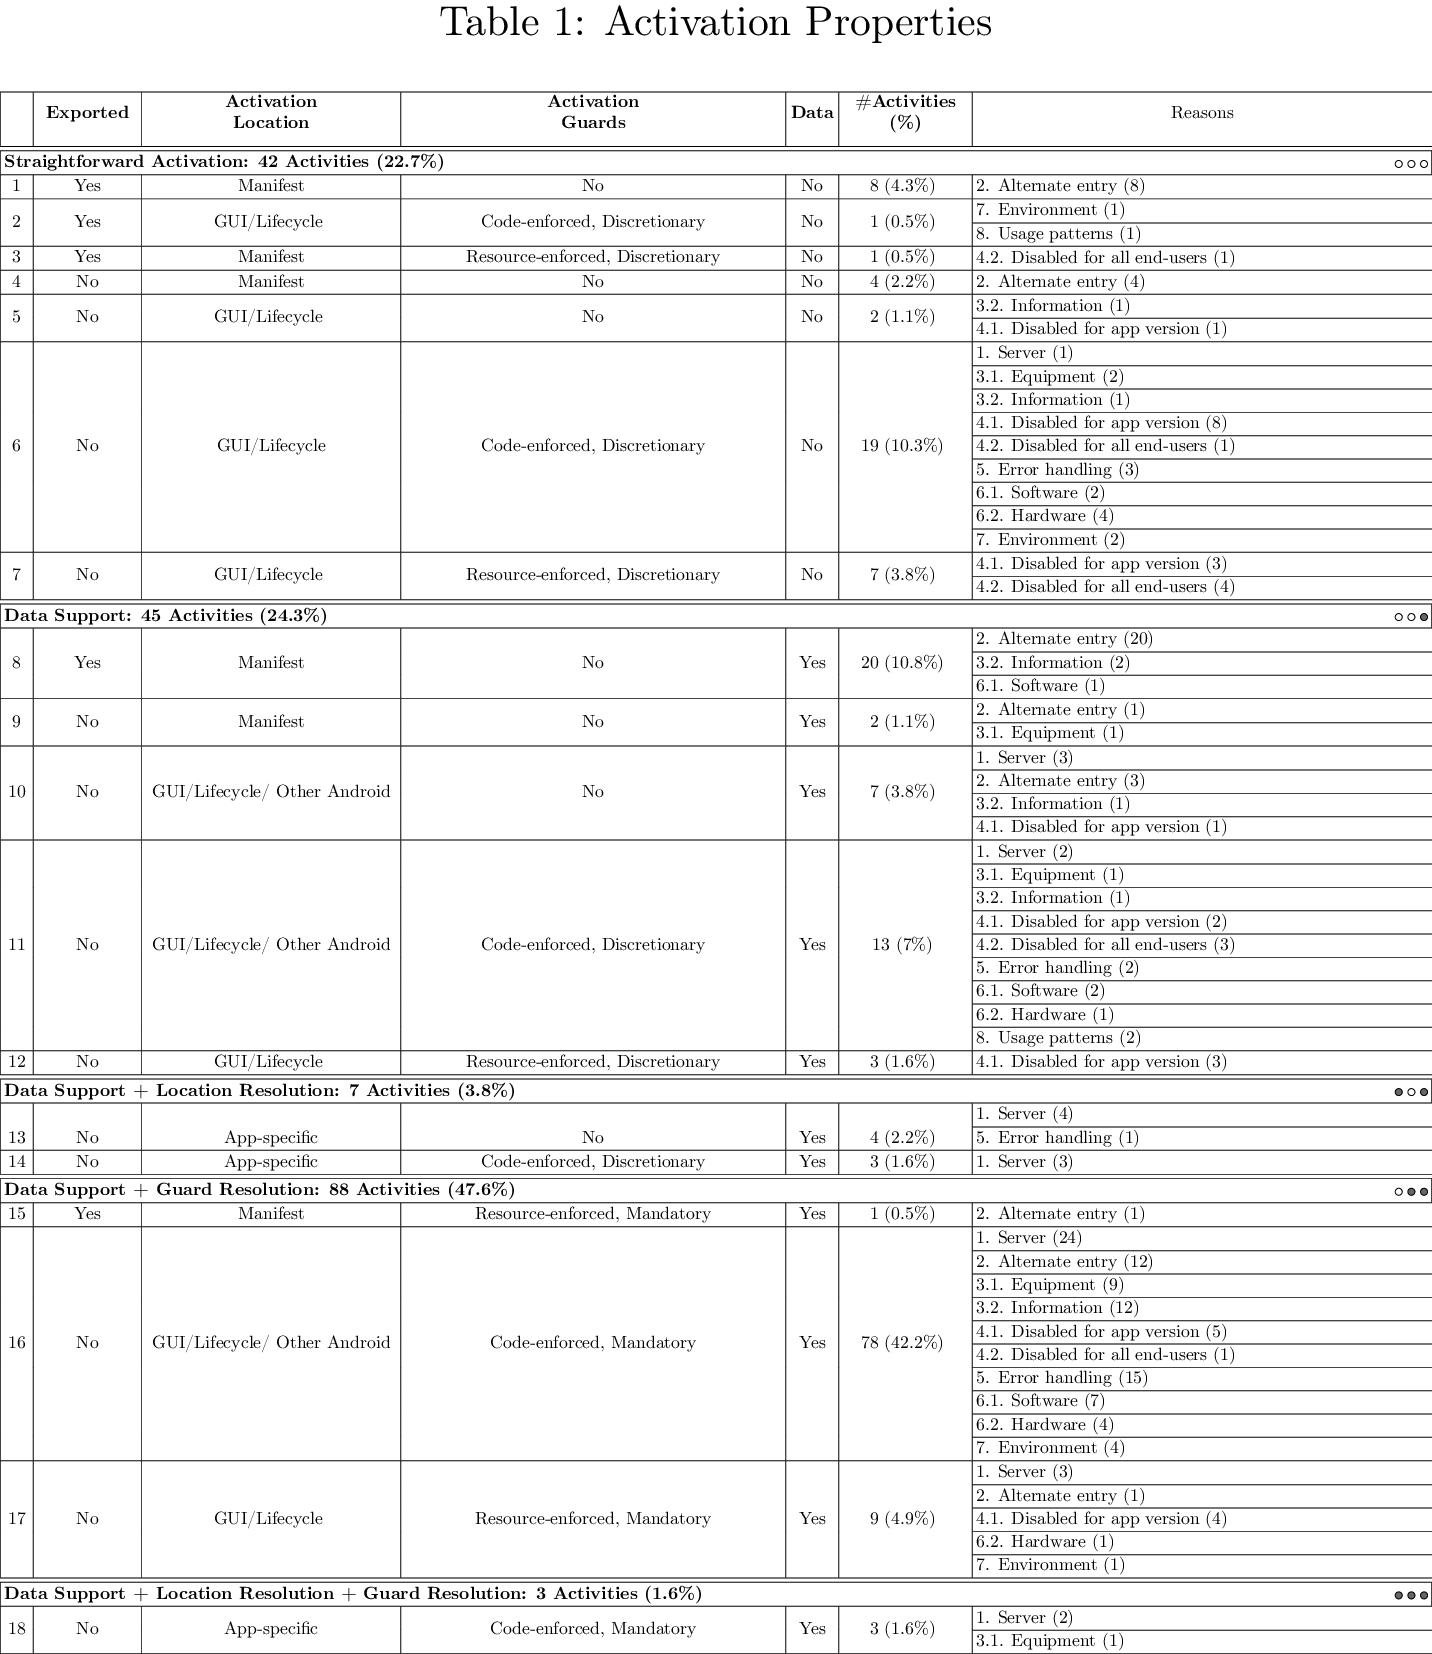 Table 1: Activation Properties
Exported Activation Location Activation Guards Data #Activities (%) Reasons
Straightforward Activation: 42 Activities (22.7%)
1 Yes Manifest No No 8 (4.3%) 2. Alternate entry (8)
2 Yes GUI/Lifecycle Code-enforced, Discretionary No 1 (0.5%) 7. Environment (1)
8. Usage patterns (1)
3 Yes Manifest Resource-enforced, Discretionary No 1 (0.5%) 4.2. Disabled for all end-users (1)
4 No Manifest No No 4 (2.2%) 2. Alternate entry (4)
5 No GUI/Lifecycle No No 2 (1.1%) 3.2. Information (1)
4.1. Disabled for app version (1)
6 No GUI/Lifecycle Code-enforced, Discretionary No 19 (10.3%) 1. Server (1)
3.1. Equipment (2)
3.2. Information (1)
4.1. Disabled for app version (8)
4.2. Disabled for all end-users (1)
5. Error handling (3)
6.1. Software (2)
6.2. Hardware (4)
7. Environment (2)
7 No GUI/Lifecycle Resource-enforced, Discretionary No 7 (3.8%) 4.1. Disabled for app version (3)
4.2. Disabled for all end-users (4)
Data Support: 45 Activities (24.3%)
8 Yes Manifest No Yes 20 (10.8%) 2. Alternate entry (20)
3.2. Information (2)
6.1. Software (1)
9 No Manifest No Yes 2 (1.1%) 2. Alternate entry (1)
3.1. Equipment (1)
10 No GUI/Lifecycle/ Other Android No Yes 7 (3.8%) 1. Server (3)
2. Alternate entry (3)
3.2. Information (1)
4.1. Disabled for app version (1)
11 No GUI/Lifecycle/ Other Android Code-enforced, Discretionary Yes 13 (7%) 1. Server (2)
3.1. Equipment (1)
3.2. Information (1)
4.1. Disabled for app version (2)
4.2. Disabled for all end-users (3)
5. Error handling (2)
6.1. Software (2)
6.2. Hardware (1)
8. Usage patterns (2)
12 No GUI/Lifecycle Resource-enforced, Discretionary Yes 3 (1.6%) 4.1. Disabled for app version (3)
Data Support + Location Resolution: 7 Activities (3.8%)
1. Server (4)
13 No App-specific No Yes 4 (2.2%) 5. Error handling (1)
14 No App-specific Code-enforced, Discretionary Yes 3 (1.6%) 1. Server (3)
Data Support + Guard Resolution: 88 Activities (47.6%)
15 Yes Manifest Resource-enforced, Mandatory Yes 1 (0.5%) 2. Alternate entry (1)
16 No GUI/Lifecycle/ Other Android Code-enforced, Mandatory Yes 78 (42.2%) 1. Server (24)
2. Alternate entry (12)
3.1. Equipment (9)
3.2. Information (12)
4.1. Disabled for app version (5)
4.2. Disabled for all end-users (1)
5. Error handling (15)
6.1. Software (7)
6.2. Hardware (4)
7. Environment (4)
17 No GUI/Lifecycle Resource-enforced, Mandatory Yes 9 (4.9%) 1. Server (3)
2. Alternate entry (1)
4.1. Disabled for app version (4)
6.2. Hardware (1)
7. Environment (1)
Data Support + Location Resolution + Guard Resolution: 3 Activities (1.6%)
18 No App-specific Code-enforced, Mandatory Yes 3 (1.6%) 1. Server (2)
3.1. Equipment (1)